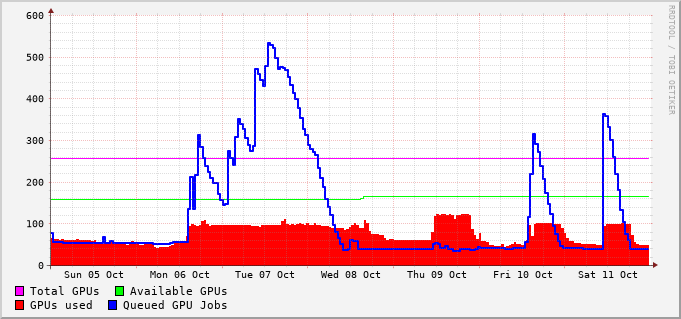 600
500
400
300
200
100
0
Sun 05 Oct Mon 06 Oct Tue 07 Oct Wed 08 Oct Thu 09 Oct Fri 10 Oct Sat 11 Oct
Total GPUs Available GPUs
GPUs used Queued GPU Jobs
RRDTOOL / TOBI OETIKER